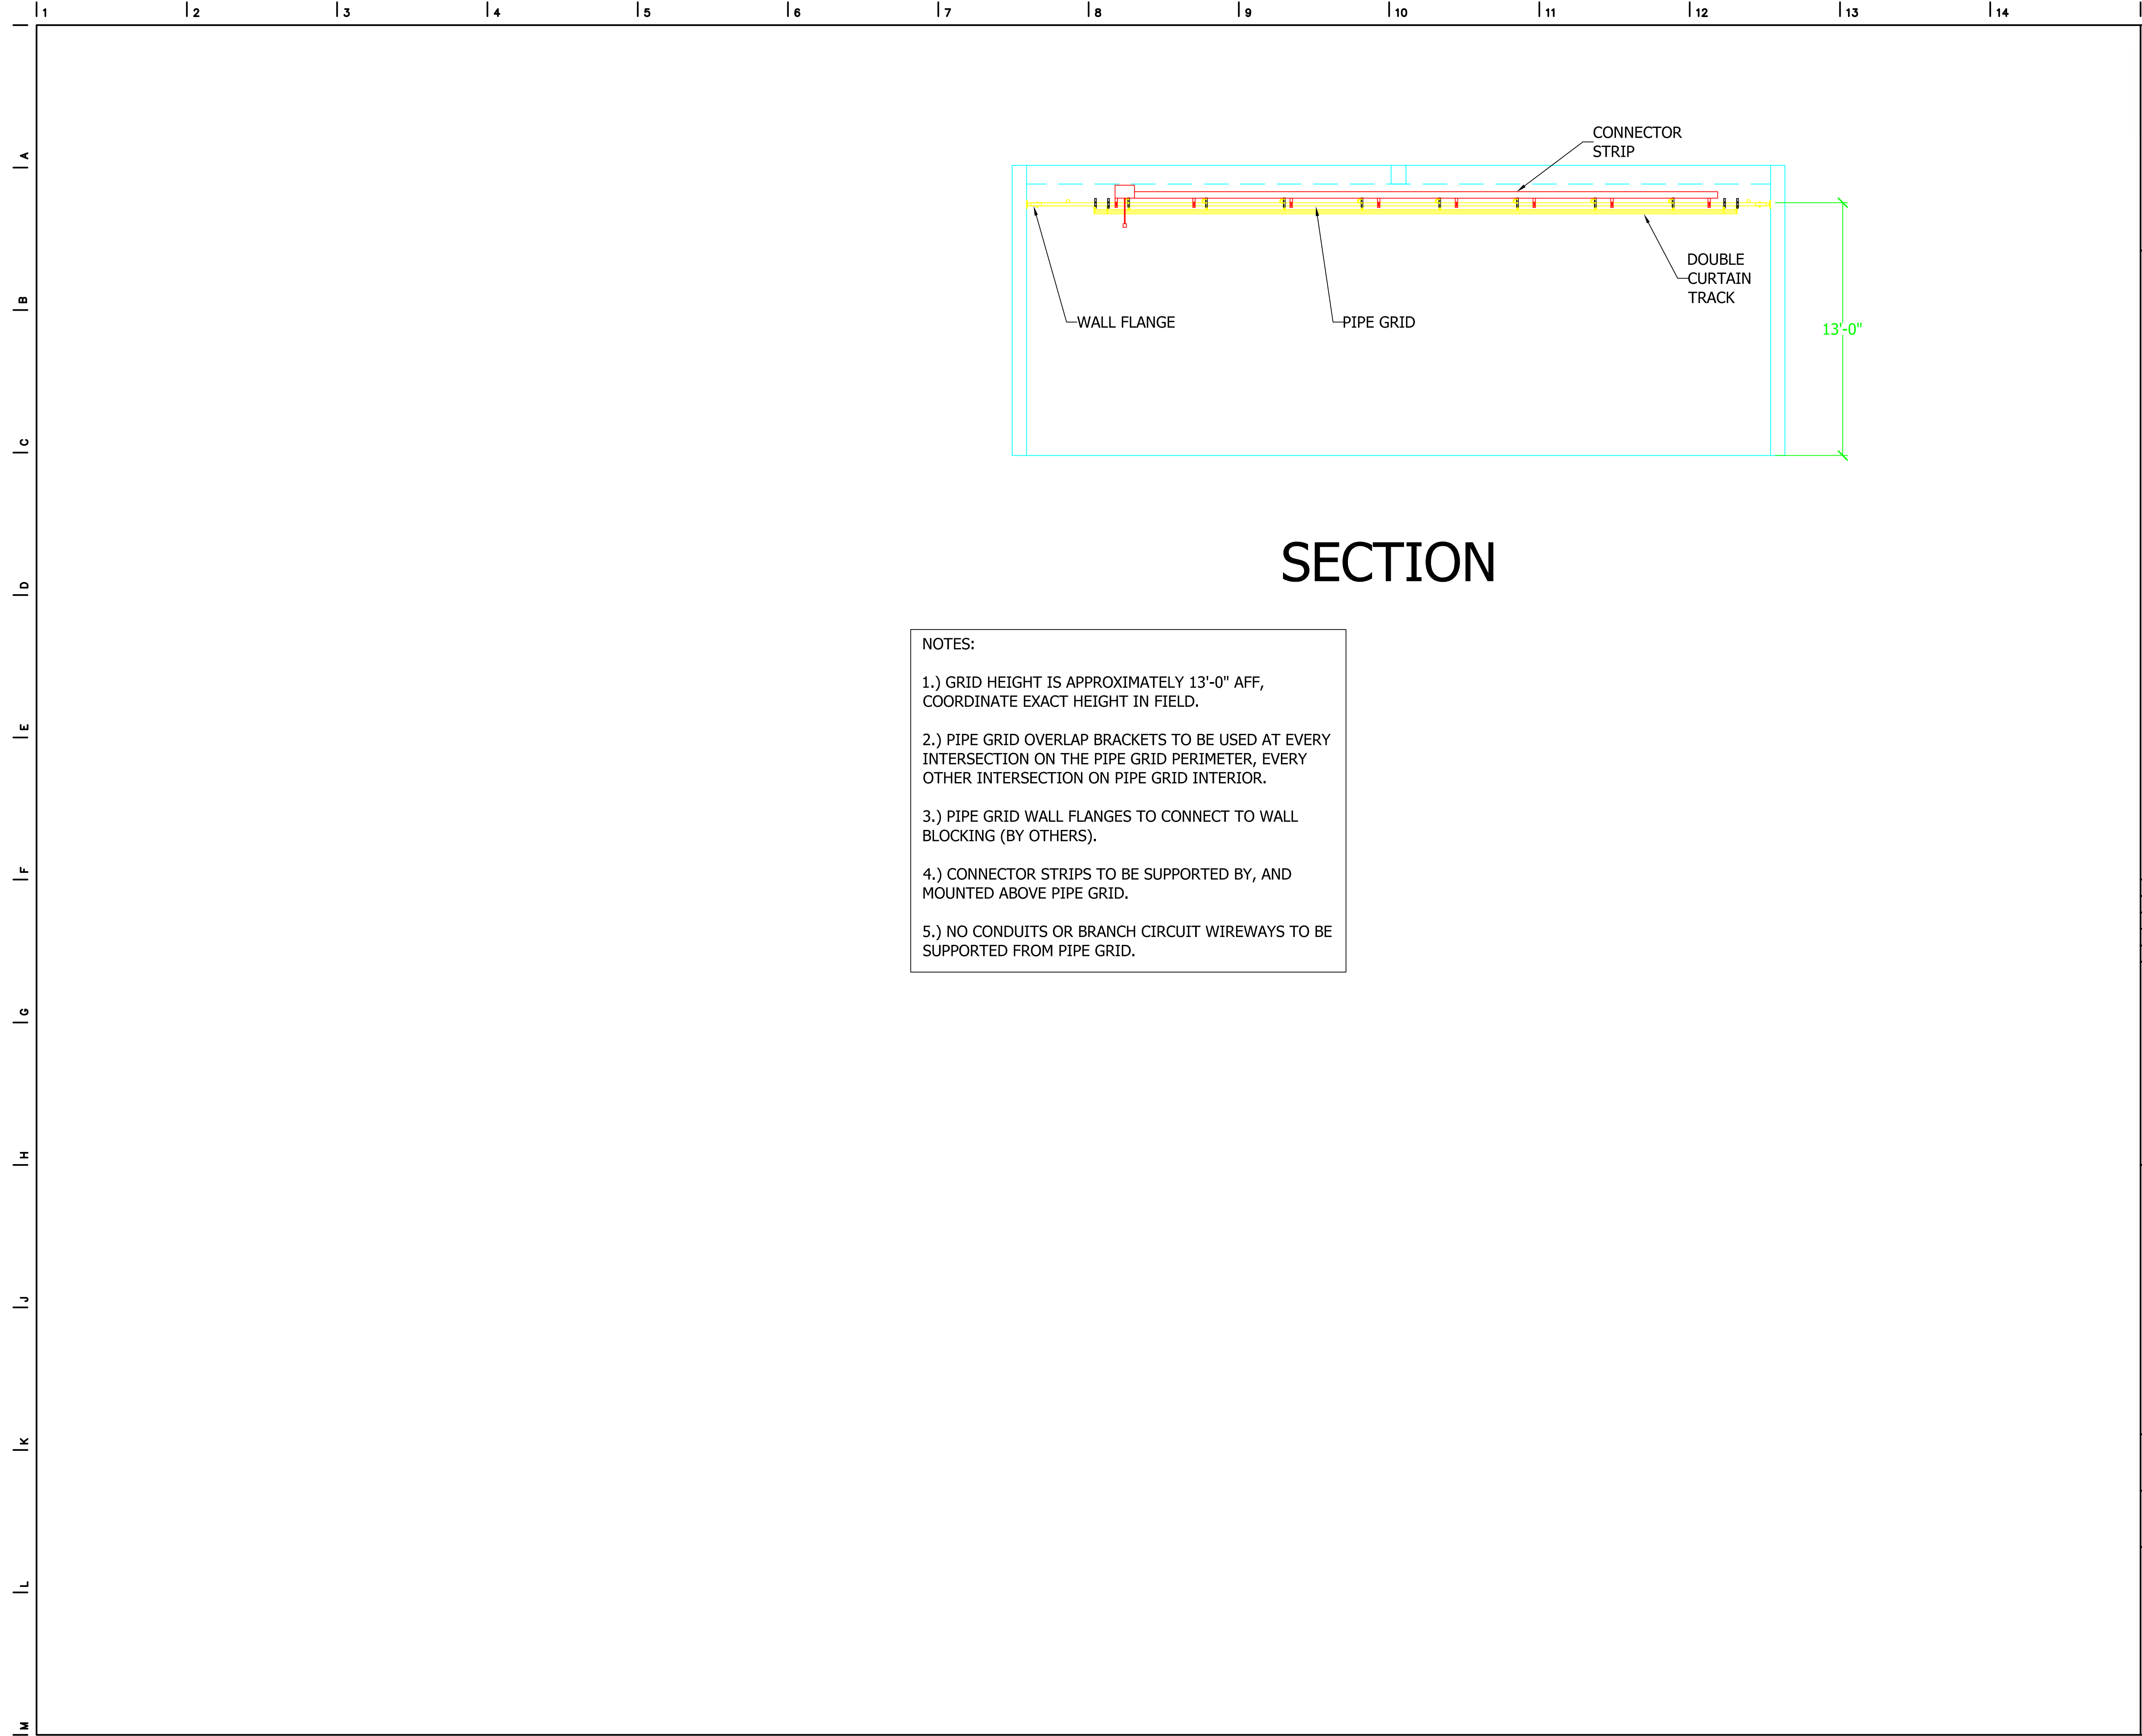 1 2 3 4 5 6 7 8 9 10 11 12 13 14
A
CONNECTOR
STRIP
B
DOUBLE
CURTAIN
TRACK
WALL FLANGE
PIPE GRID
13'-0"
C
D
SECTION
NOTES:
1.) GRID HEIGHT IS APPROXIMATELY 13'-0" AFF,
COORDINATE EXACT HEIGHT IN FIELD.
E
2.) PIPE GRID OVERLAP BRACKETS TO BE USED AT EVERY
INTERSECTION ON THE PIPE GRID PERIMETER, EVERY
OTHER INTERSECTION ON PIPE GRID INTERIOR.
3.) PIPE GRID WALL FLANGES TO CONNECT TO WALL
BLOCKING (BY OTHERS).
F
4.) CONNECTOR STRIPS TO BE SUPPORTED BY, AND
MOUNTED ABOVE PIPE GRID.
5.) NO CONDUITS OR BRANCH CIRCUIT WIREWAYS TO BE
SUPPORTED FROM PIPE GRID.
G
H
J
K
L
M